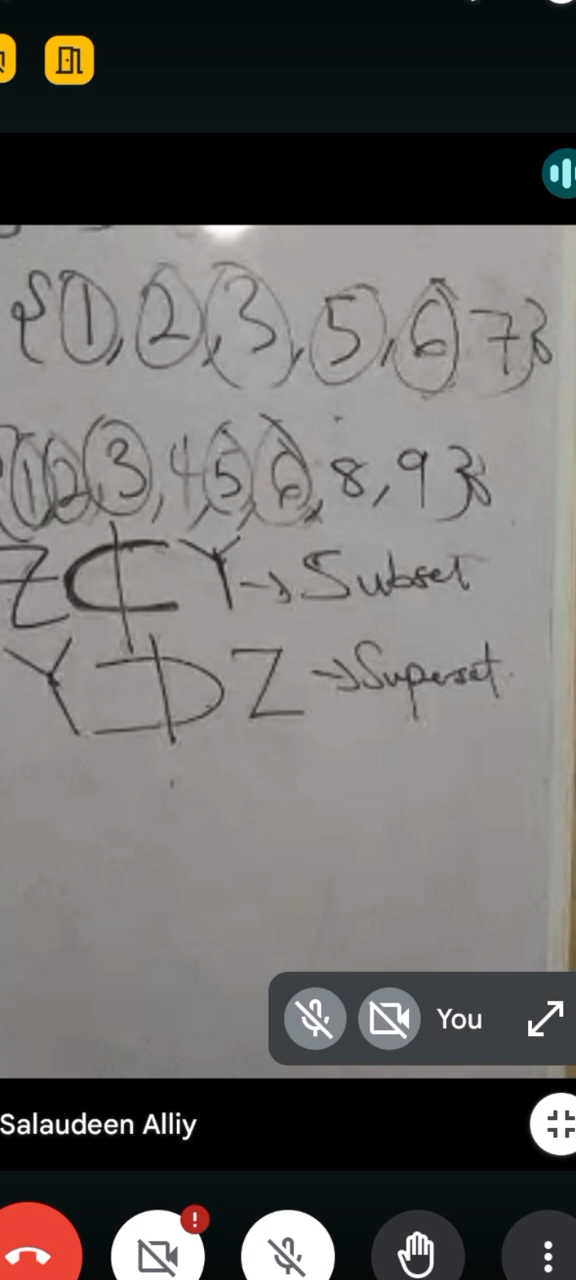 {1, 2, 3, 5, 6 7}
{1, 2, 3, 4, 5, 6, 8, 9}
Z ⊄ Y → Subset
Y ⊅ Z → Superset.
You
Salaudeen Alliy
!